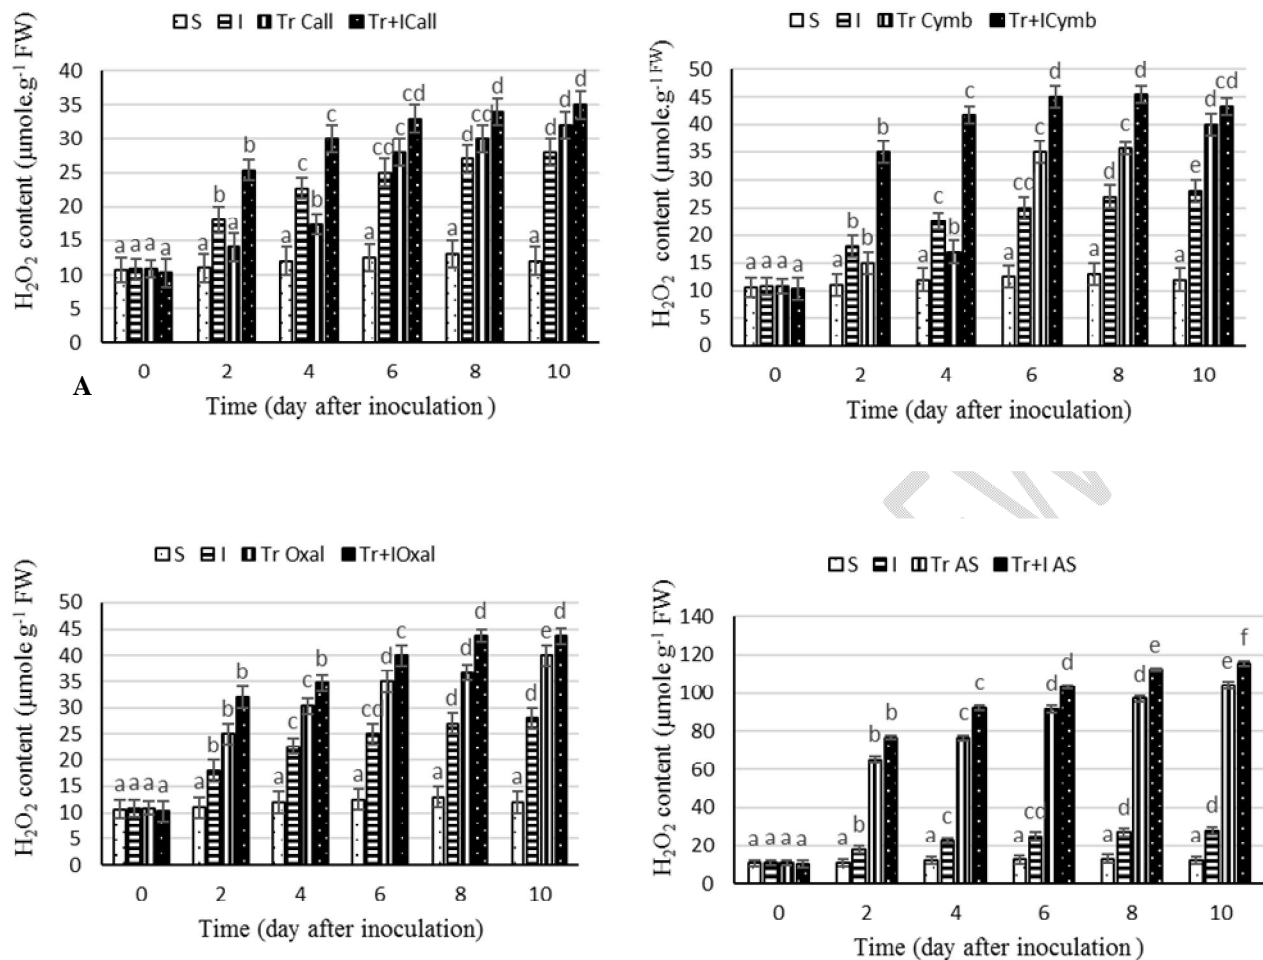 S I Tr Call Tr+ICall
H₂O₂ content (µmole.g⁻¹ FW)
40
35
30
25
20
15
10
5
0
a a a a
a b a b
a c b c
a cd c cd
a d cd d
a d d d
0 2 4 6 8 10
A
Time (day after inoculation )
S I Tr Cymb Tr+ICymb
H₂O₂ content (µmole.g⁻¹ FW)
50
45
40
35
30
25
20
15
10
5
0
a a a a
a b b b
a c b c
a cd c d
a d c d
a e d cd
0 2 4 6 8 10
Time (day after inoculation)
S I Tr Oxal Tr+IOxal
H₂O₂ content (µmole g⁻¹ FW)
50
45
40
35
30
25
20
15
10
5
0
a a a a
a b b b
a c c b
a cd d c
a d d d
a d e d
0 2 4 6 8 10
Time (day after inoculation)
S I Tr AS Tr+I AS
H₂O₂ content (µmole g⁻¹ FW)
140
120
100
80
60
40
20
0
a a a a
a b b b
a c c c
a cd d d
a d d e
a d e f
0 2 4 6 8 10
Time (day after inoculation )